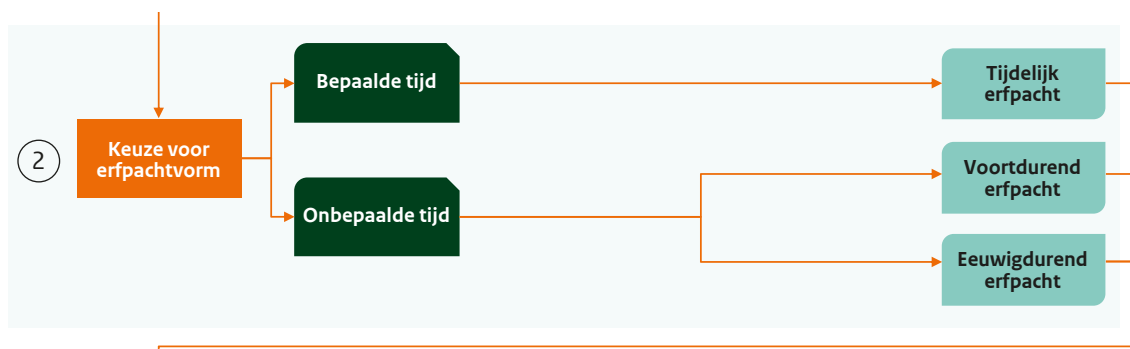 2
Keuze voor
erfpachtvorm
Bepaalde tijd
Onbepaalde tijd
Tijdelijk
erfpacht
Voortdurend
erfpacht
Eeuwigdurend
erfpacht